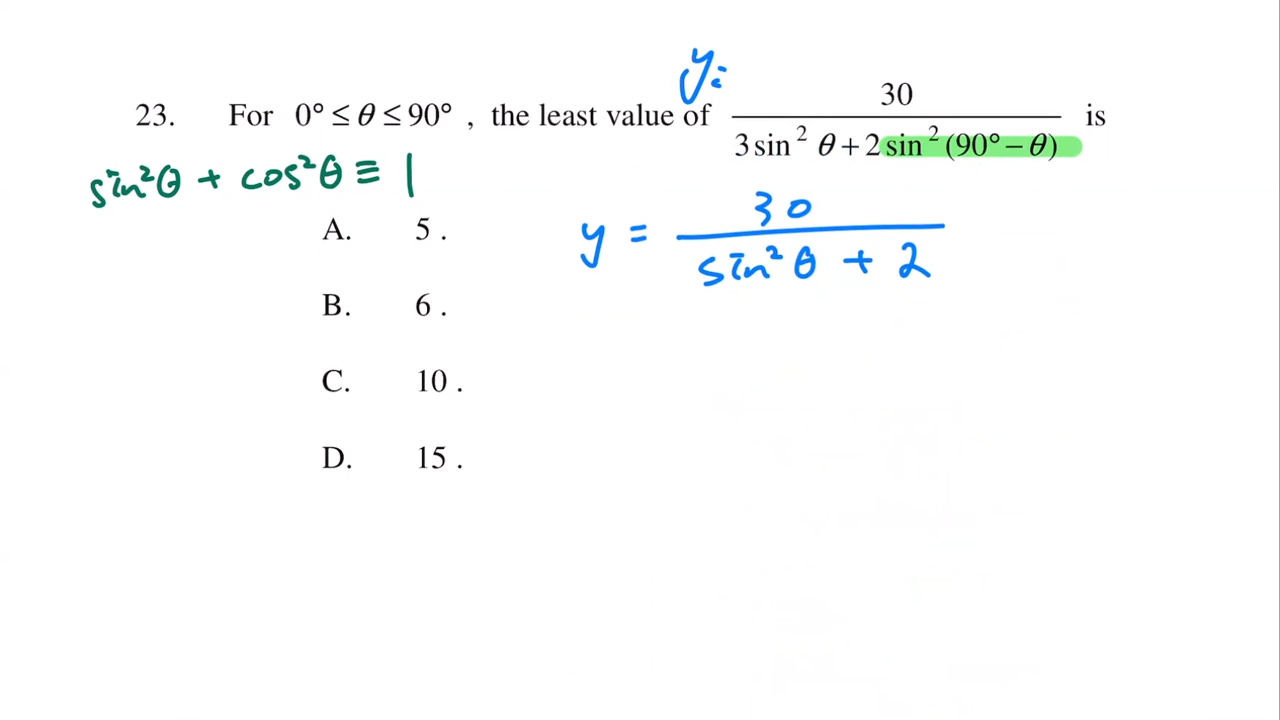 y=
23. For 0° ≤ θ ≤ 90° , the least value of 30 / (3 sin² θ + 2 sin² (90° − θ)) is
sin²θ + cos²θ ≡ 1
A. 5 .
y = 30 / (sin²θ + 2)
B. 6 .
C. 10 .
D. 15 .